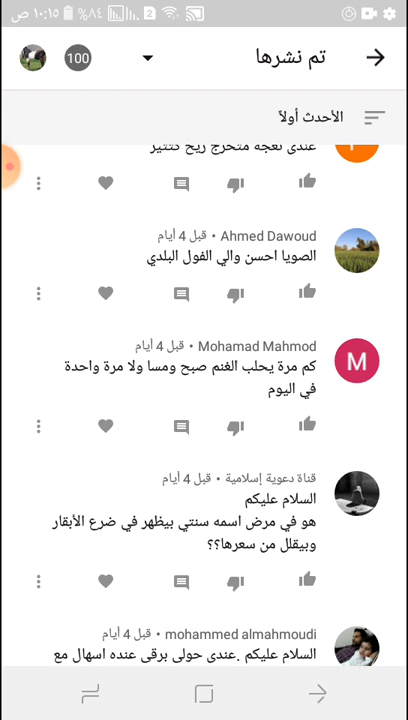 ١٠:١٥ ص
٨٤%
2
تم نشرها
100
الأحدث أولاً
عندى نعجه متخرج ريح كتتير
Ahmed Dawoud • قبل 4 أيام
الصويا احسن والي الفول البلدي
Mohamad Mahmod • قبل 4 أيام
M
كم مرة يحلب الغنم صبح ومسا ولا مرة واحدة
في اليوم
قناة دعوية إسلامية • قبل 4 أيام
السلام عليكم
هو في مرض اسمه سنتي بيظهر في ضرع الأبقار
وبيقلل من سعرها؟؟
mohammed almahmoudi • قبل 4 أيام
السلام عليكم .عندى حولى برقى عنده اسهال مع